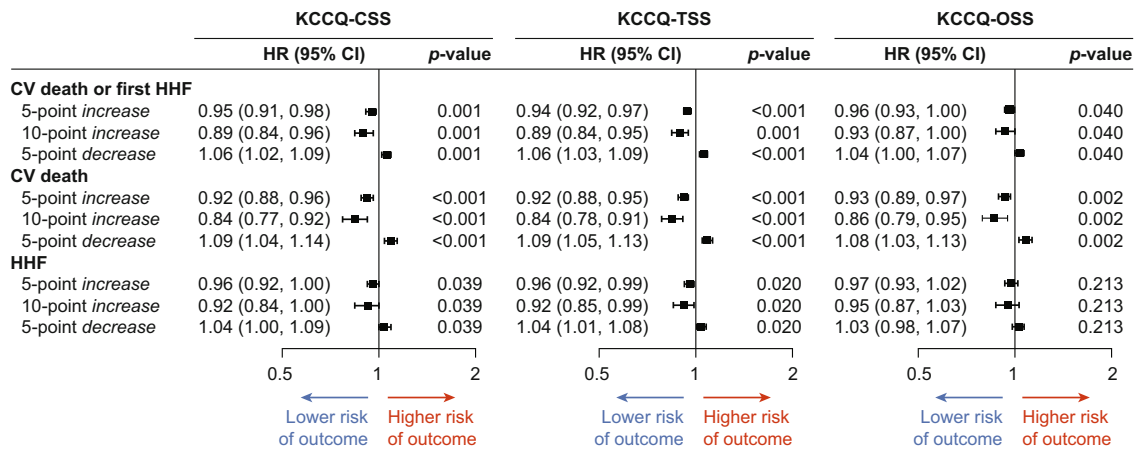 KCCQ-CSS KCCQ-TSS KCCQ-OSS
HR (95% CI) p-value HR (95% CI) p-value HR (95% CI) p-value
CV death or first HHF
5-point increase 0.95 (0.91, 0.98) 0.001 0.94 (0.92, 0.97) <0.001 0.96 (0.93, 1.00) 0.040
10-point increase 0.89 (0.84, 0.96) 0.001 0.89 (0.84, 0.95) 0.001 0.93 (0.87, 1.00) 0.040
5-point decrease 1.06 (1.02, 1.09) 0.001 1.06 (1.03, 1.09) <0.001 1.04 (1.00, 1.07) 0.040
CV death
5-point increase 0.92 (0.88, 0.96) <0.001 0.92 (0.88, 0.95) <0.001 0.93 (0.89, 0.97) 0.002
10-point increase 0.84 (0.77, 0.92) <0.001 0.84 (0.78, 0.91) <0.001 0.86 (0.79, 0.95) 0.002
5-point decrease 1.09 (1.04, 1.14) <0.001 1.09 (1.05, 1.13) <0.001 1.08 (1.03, 1.13) 0.002
HHF
5-point increase 0.96 (0.92, 1.00) 0.039 0.96 (0.92, 0.99) 0.020 0.97 (0.93, 1.02) 0.213
10-point increase 0.92 (0.84, 1.00) 0.039 0.92 (0.85, 0.99) 0.020 0.95 (0.87, 1.03) 0.213
5-point decrease 1.04 (1.00, 1.09) 0.039 1.04 (1.01, 1.08) 0.020 1.03 (0.98, 1.07) 0.213
0.5 1 2 0.5 1 2 0.5 1 2
Lower risk Higher risk Lower risk Higher risk Lower risk Higher risk
of outcome of outcome of outcome of outcome of outcome of outcome